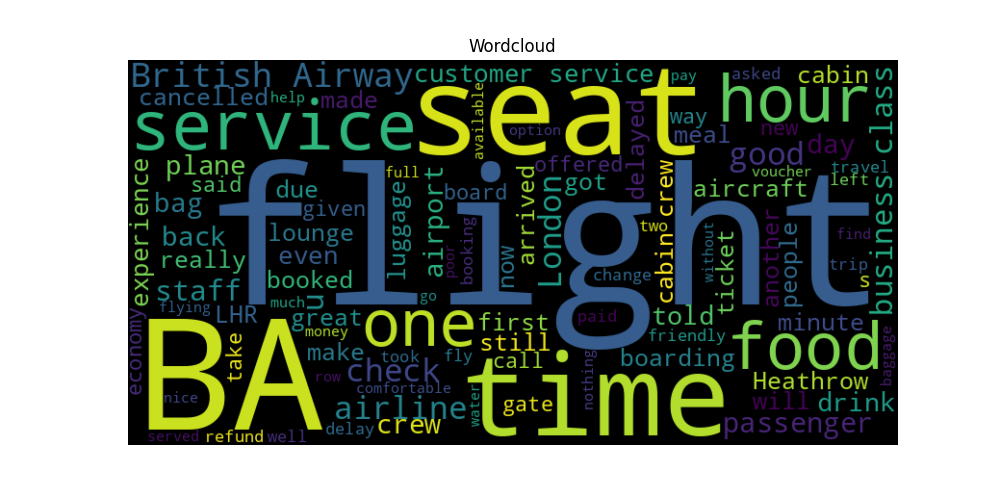 Wordcloud
British Airway
customer service
pay
asked
cabin
class
cancelled
help
made
available
seat
hour
way
service
option
delayed
meal
new
day
good
plane
experience
said
due
full
offered
voucher
travel
left
flight
board
luggage
airport
arrived
London
got
cabin crew
aircraft
business class
bag
given
lounge
back
even
really
booked
staff
booking
poor
now
two
without
ticket
another
people
find
trip
s
change
go
much
u
flying
LHR
great
one
first
paid
told
minute
food
economy
BA
take
money
make
took
fly
still
call
time
friendly
boarding
check
row
comfortable
nice
airline
water
gate
nothing
Heathrow
will
drink
baggage
served
refund
well
delay
crew
passenger